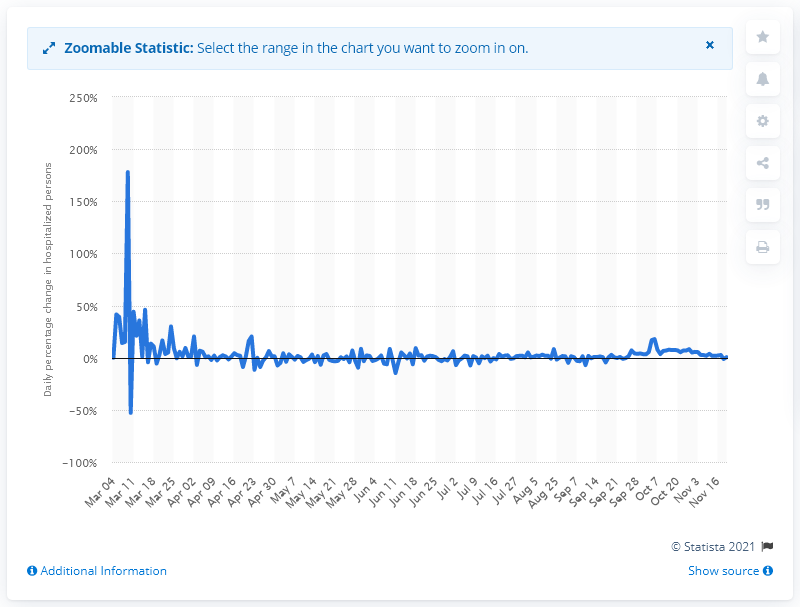 Zoomable Statistic: Select the range in the chart you want to zoom in on.
×
250%
200%
150%
100%
50%
0%
−50%
−100%
Daily percentage change in hospitalized persons
Mar 04
Mar 11
Mar 18
Mar 25
Apr 02
Apr 09
Apr 16
Apr 23
Apr 30
May 7
May 14
May 21
May 28
Jun 4
Jun 11
Jun 18
Jun 25
Jul 2
Jul 9
Jul 16
Jul 27
Aug 5
Aug 25
Sep 7
Sep 14
Sep 21
Sep 28
Oct 7
Oct 20
Nov 3
Nov 16
© Statista 2021
Additional Information
Show source